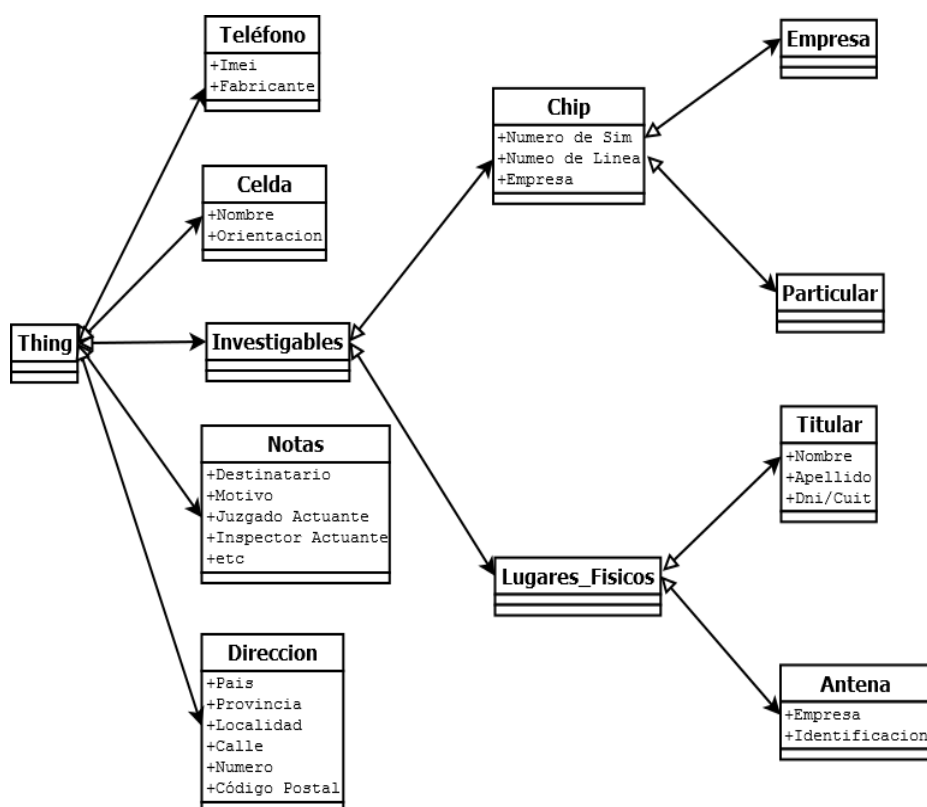 Teléfono
+Imei
+Fabricante
Celda
+Nombre
+Orientacion
Thing
Investigables
Notas
+Destinatario
+Motivo
+Juzgado Actuante
+Inspector Actuante
+etc
Direccion
+Pais
+Provincia
+Localidad
+Calle
+Numero
+Código Postal
Chip
+Numero de Sim
+Numeo de Linea
+Empresa
Lugares_Fisicos
Empresa
Particular
Titular
+Nombre
+Apellido
+Dni/Cuit
Antena
+Empresa
+Identificacion